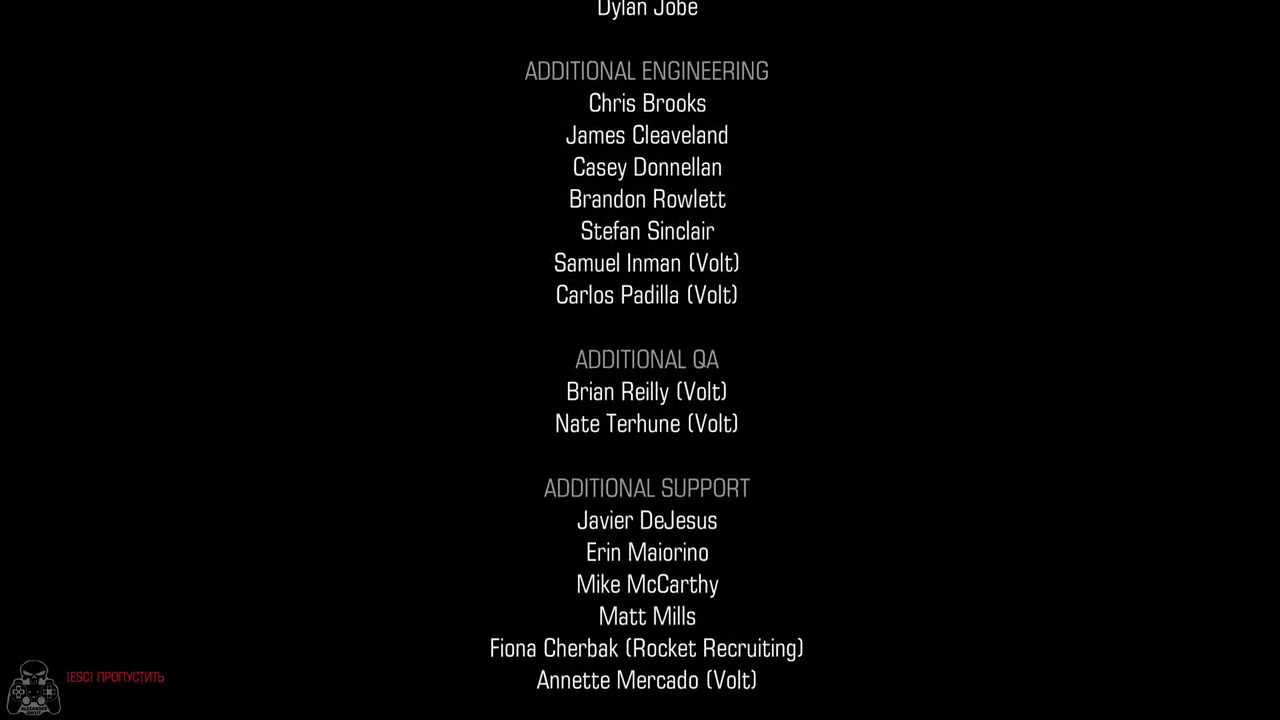 Dylan Jobe
ADDITIONAL ENGINEERING
Chris Brooks
James Cleaveland
Casey Donnellan
Brandon Rowlett
Stefan Sinclair
Samuel Inman (Volt)
Carlos Padilla (Volt)
ADDITIONAL QA
Brian Reilly (Volt)
Nate Terhune (Volt)
ADDITIONAL SUPPORT
Javier DeJesus
Erin Maiorino
Mike McCarthy
Matt Mills
Fiona Cherbak (Rocket Recruiting)
Annette Mercado (Volt)
[ESC] ПРОПУСТИТЬ